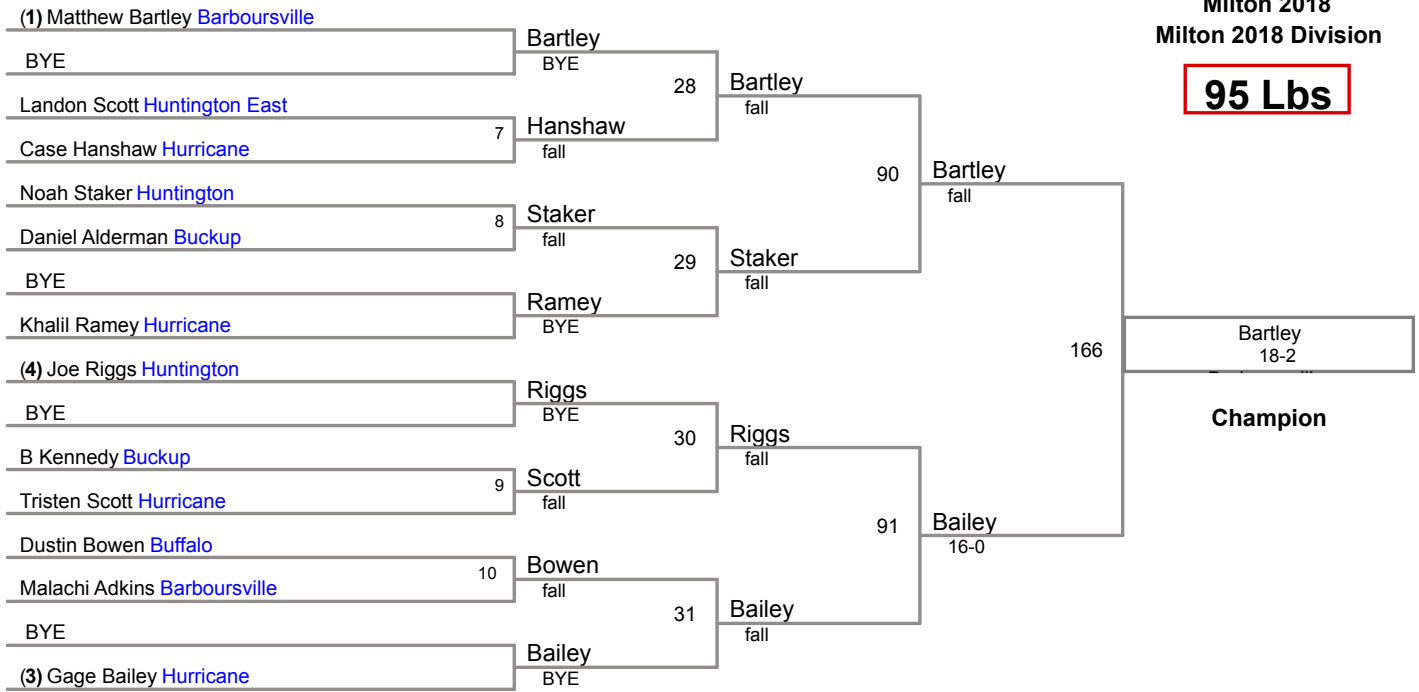 Milton 2018
Milton 2018 Division
95 Lbs
(1) Matthew Bartley Barboursville
BYE
Landon Scott Huntington East
Case Hanshaw Hurricane
Noah Staker Huntington
Daniel Alderman Buckup
BYE
Khalil Ramey Hurricane
(4) Joe Riggs Huntington
BYE
B Kennedy Buckup
Tristen Scott Hurricane
Dustin Bowen Buffalo
Malachi Adkins Barboursville
BYE
(3) Gage Bailey Hurricane
7
8
9
10
Bartley
BYE
Hanshaw
fall
Staker
fall
Ramey
BYE
Riggs
BYE
Scott
fall
Bowen
fall
Bailey
BYE
28
29
30
31
Bartley
fall
Staker
fall
Riggs
fall
Bailey
fall
90
91
Bartley
fall
Bailey
16-0
166
Bartley
18-2
Champion